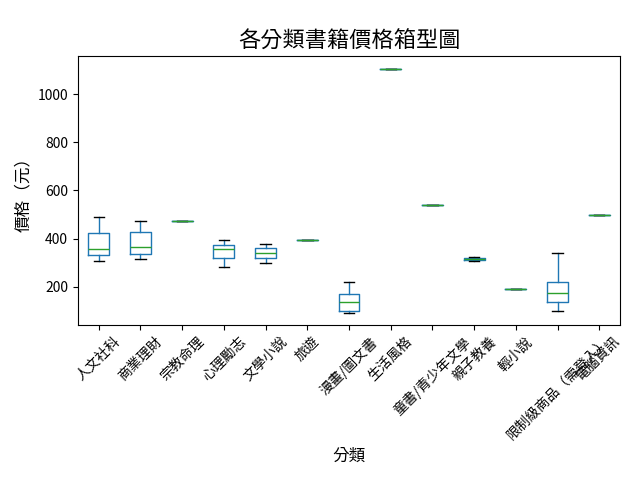 各分類書籍價格箱型圖
價格（元）
1000
800
600
400
200
人文社科
商業理財
宗教命理
心理勵志
文學小說
旅遊
漫畫/圖文書
生活風格
童書/青少年文學
親子教養
輕小說
限制級商品（需登入）
電腦資訊
分類